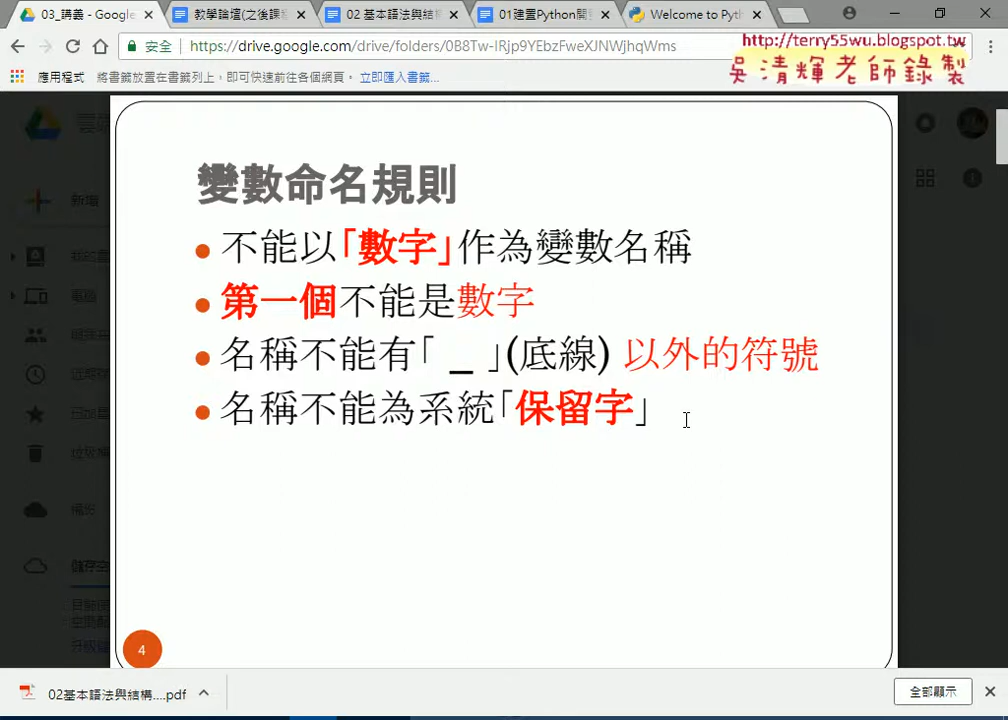 03_講義 - Google
教學論壇(之後課程
02 基本語法與結構
01建置Python開發
Welcome to Pyth
安全
https://drive.google.com/drive/folders/0B8Tw-IRjp9YEbzFweXJNWjhqWms
http://terry55wu.blogspot.tw
吳清輝老師錄製
應用程式
將書籤放置在書籤列上，即可快速前往各個網頁。
立即匯入書籤...
新增
變數命名規則
不能以「數字」作為變數名稱
第一個不能是數字
名稱不能有「 _ 」(底線) 以外的符號
名稱不能為系統「保留字」
4
02基本語法與結構....pdf
全部顯示